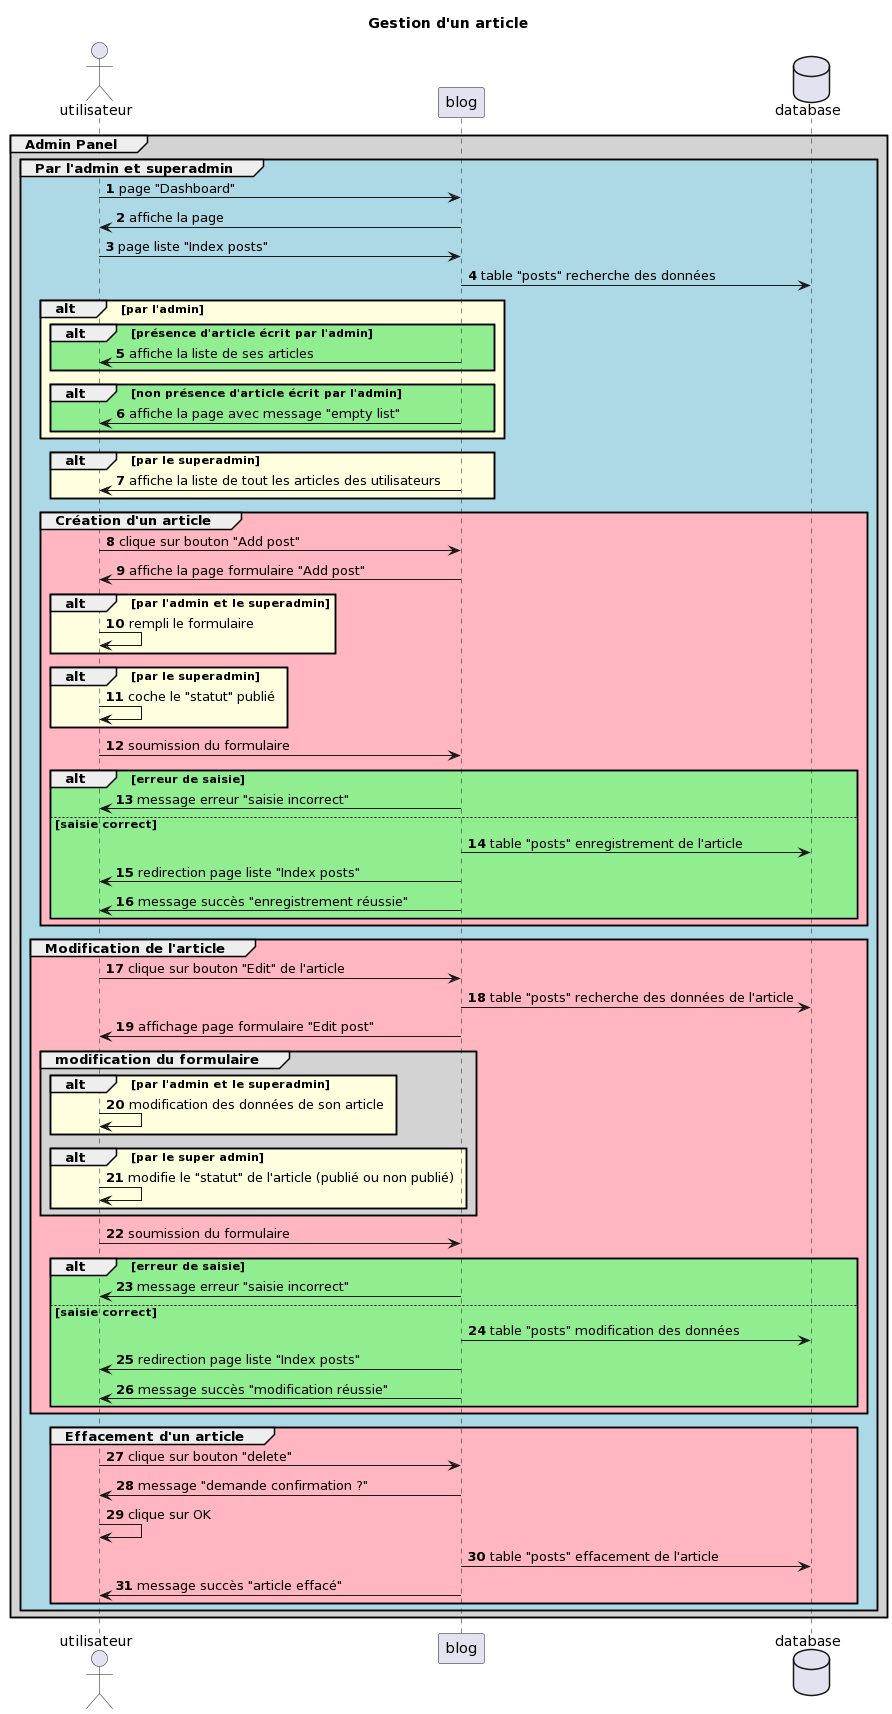 Gestion d'un article
utilisateur
blog
database
Admin Panel
Par l'admin et superadmin
1 page "Dashboard"
2 affiche la page
3 page liste "Index posts"
4 table "posts" recherche des données
alt [par l'admin]
alt [présence d'article écrit par l'admin]
5 affiche la liste de ses articles
alt [non présence d'article écrit par l'admin]
6 affiche la page avec message "empty list"
alt [par le superadmin]
7 affiche la liste de tout les articles des utilisateurs
Création d'un article
8 clique sur bouton "Add post"
9 affiche la page formulaire "Add post"
alt [par l'admin et le superadmin]
10 rempli le formulaire
alt [par le superadmin]
11 coche le "statut" publié
12 soumission du formulaire
alt [erreur de saisie]
13 message erreur "saisie incorrect"
[saisie correct]
14 table "posts" enregistrement de l'article
15 redirection page liste "Index posts"
16 message succès "enregistrement réussie"
Modification de l'article
17 clique sur bouton "Edit" de l'article
18 table "posts" recherche des données de l'article
19 affichage page formulaire "Edit post"
modification du formulaire
alt [par l'admin et le superadmin]
20 modification des données de son article
alt [par le super admin]
21 modifie le "statut" de l'article (publié ou non publié)
22 soumission du formulaire
alt [erreur de saisie]
23 message erreur "saisie incorrect"
[saisie correct]
24 table "posts" modification des données
25 redirection page liste "Index posts"
26 message succès "modification réussie"
Effacement d'un article
27 clique sur bouton "delete"
28 message "demande confirmation ?"
29 clique sur OK
30 table "posts" effacement de l'article
31 message succès "article effacé"
utilisateur
blog
database